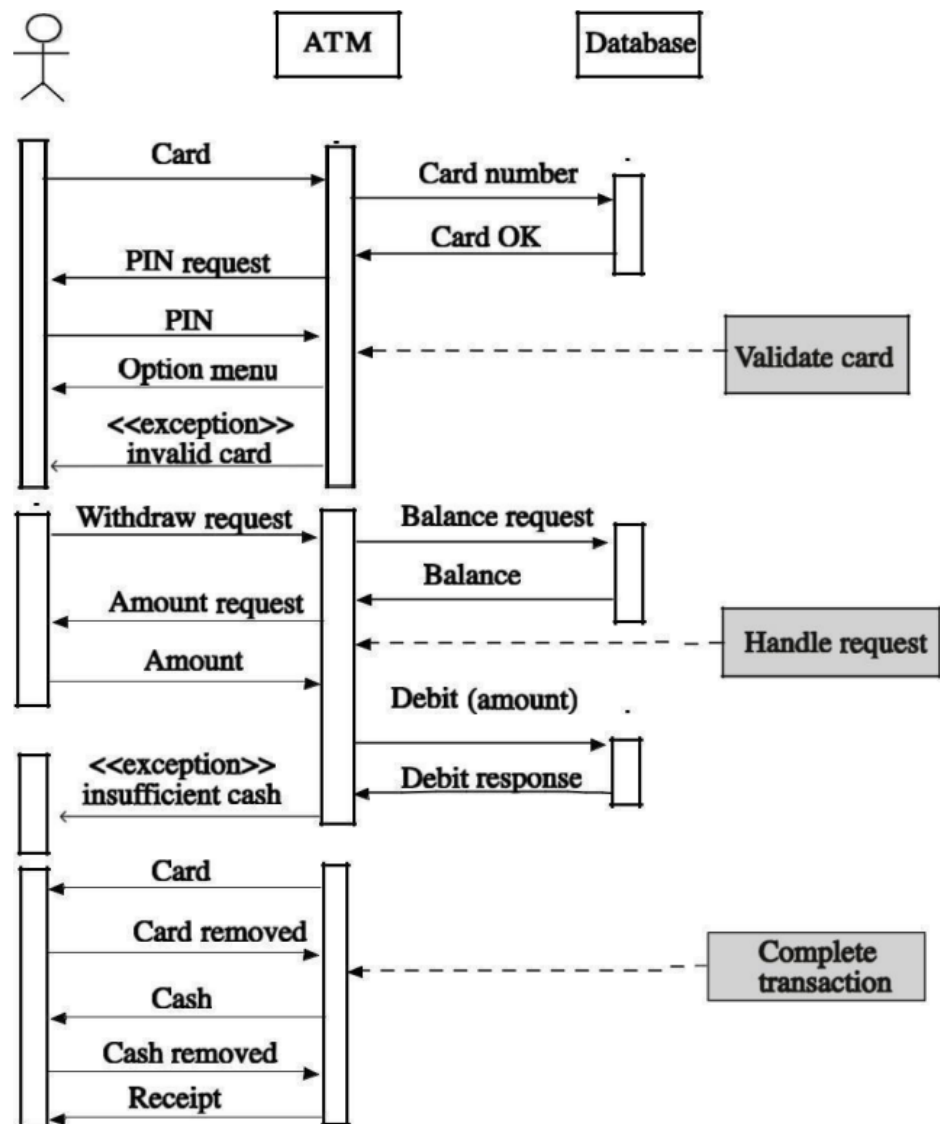 ATM
Database
Card
Card number
Card OK
PIN request
PIN
Validate card
Option menu
<<exception>>
invalid card
Withdraw request
Balance request
Balance
Amount request
Handle request
Amount
Debit (amount)
<<exception>>
insufficient cash
Debit response
Card
Card removed
Complete
transaction
Cash
Cash removed
Receipt